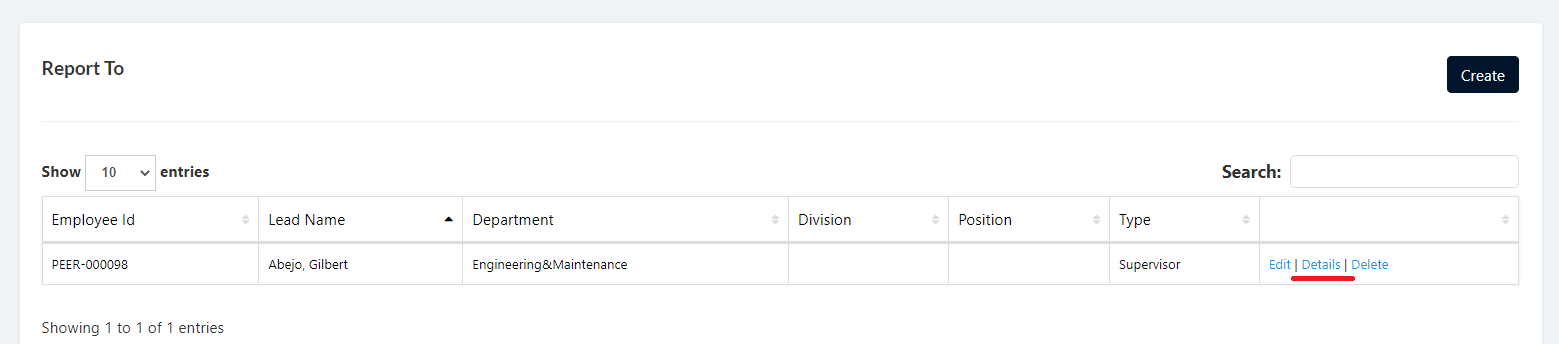 Report To
Create
Show 10 entries
Search:
Employee Id Lead Name Department Division Position Type
PEER-000098 Abejo, Gilbert Engineering&Maintenance Supervisor Edit | Details | Delete
Showing 1 to 1 of 1 entries